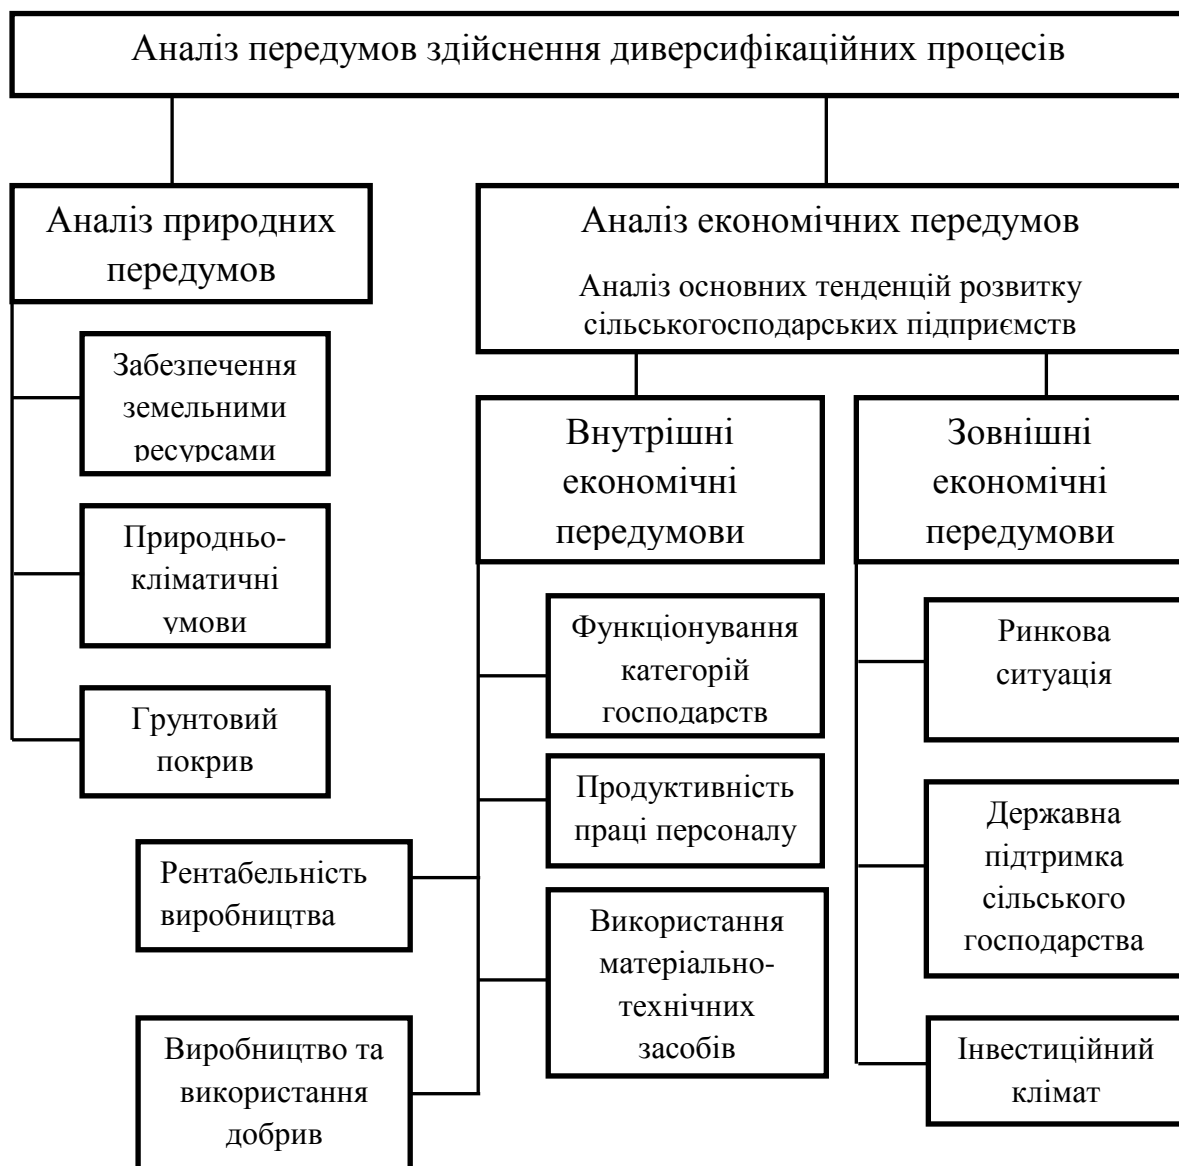 Аналіз передумов здійснення диверсифікаційних процесів
Аналіз природних
передумов
Забезпечення
земельними
ресурсами
Природньо-
кліматичні
умови
Грунтовий
покрив
Аналіз економічних передумов
Аналіз основних тенденцій розвитку
сільськогосподарських підприємств
Внутрішні
економічні
передумови
Функціонування
категорій
господарств
Продуктивність
праці персоналу
Використання
матеріально-
технічних
засобів
Рентабельність
виробництва
Виробництво та
використання
добрив
Зовнішні
економічні
передумови
Ринкова
ситуація
Державна
підтримка
сільського
господарства
Інвестиційний
клімат